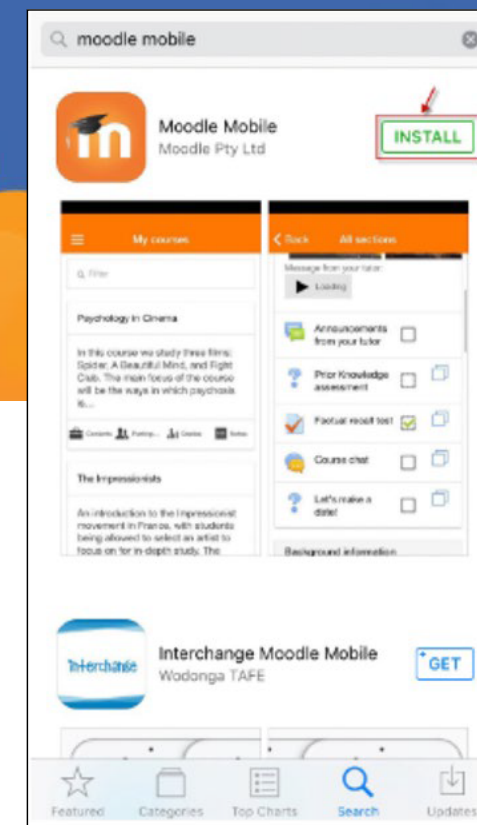 moodle mobile
Moodle Mobile
Moodle Pty Ltd
INSTALL
My courses
Filter
Psychology in Cinema
In this course we study three films:
Spider, A Beautiful Mind, and Fight
Club. The main focus of the course
will be the ways in which psychosis
is...
Contents
Grades
Notes
The Impressionists
An introduction to the Impressionist
movement in France, with students
being allowed to select an artist to
focus on for in-depth study. The
Back
All sections
Message from your tutor:
Loading
Announcements
from your tutor
Prior Knowledge
assessment
Factual recall test
Course chat
Let's make a
date!
Background information
Interchange
Interchange Moodle Mobile
Wodonga TAFE
GET
Featured
Categories
Top Charts
Search
Updates